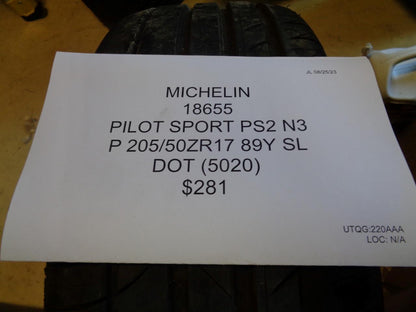 JL 08/25/23
MICHELIN
18655
PILOT SPORT PS2 N3
P 205/50ZR17 89Y SL
DOT (5020)
$281
UTQG:220AAA
LOC: N/A